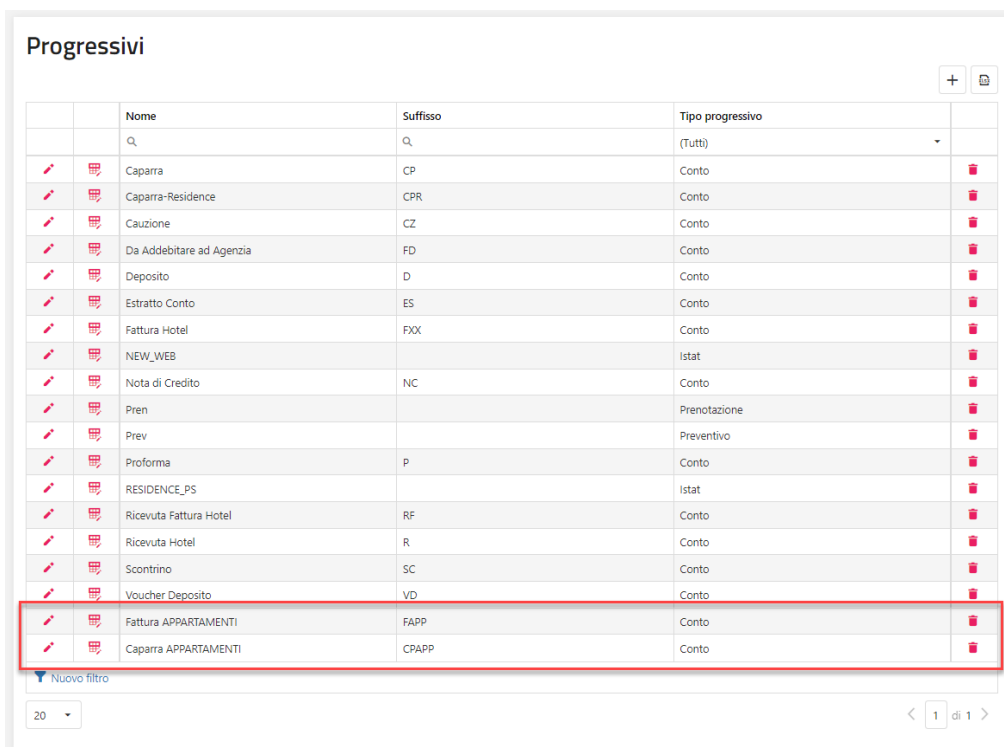 Progressivi
Nome Suffisso Tipo progressivo
(Tutti)
Caparra CP Conto
Caparra-Residence CPR Conto
Cauzione CZ Conto
Da Addebitare ad Agenzia FD Conto
Deposito D Conto
Estratto Conto ES Conto
Fattura Hotel FXX Conto
NEW_WEB Istat
Nota di Credito NC Conto
Pren Prenotazione
Prev Preventivo
Proforma P Conto
RESIDENCE_PS Istat
Ricevuta Fattura Hotel RF Conto
Ricevuta Hotel R Conto
Scontrino SC Conto
Voucher Deposito VD Conto
Fattura APPARTAMENTI FAPP Conto
Caparra APPARTAMENTI CPAPP Conto
Nuovo filtro
20 1 di 1